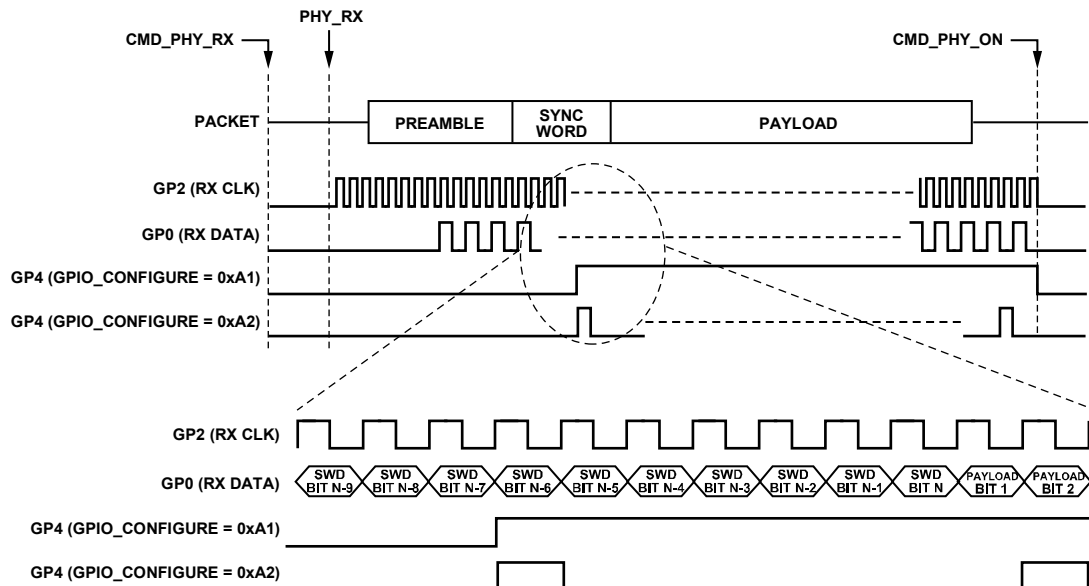 PHY_RX
CMD_PHY_RX
CMD_PHY_ON
PACKET
PREAMBLE
SYNC
WORD
PAYLOAD
GP2 (RX CLK)
GP0 (RX DATA)
GP4 (GPIO_CONFIGURE = 0xA1)
GP4 (GPIO_CONFIGURE = 0xA2)
GP2 (RX CLK)
GP0 (RX DATA)
SWD
BIT N-9
SWD
BIT N-8
SWD
BIT N-7
SWD
BIT N-6
SWD
BIT N-5
SWD
BIT N-4
SWD
BIT N-3
SWD
BIT N-2
SWD
BIT N-1
SWD
BIT N
PAYLOAD
BIT 1
PAYLOAD
BIT 2
GP4 (GPIO_CONFIGURE = 0xA1)
GP4 (GPIO_CONFIGURE = 0xA2)